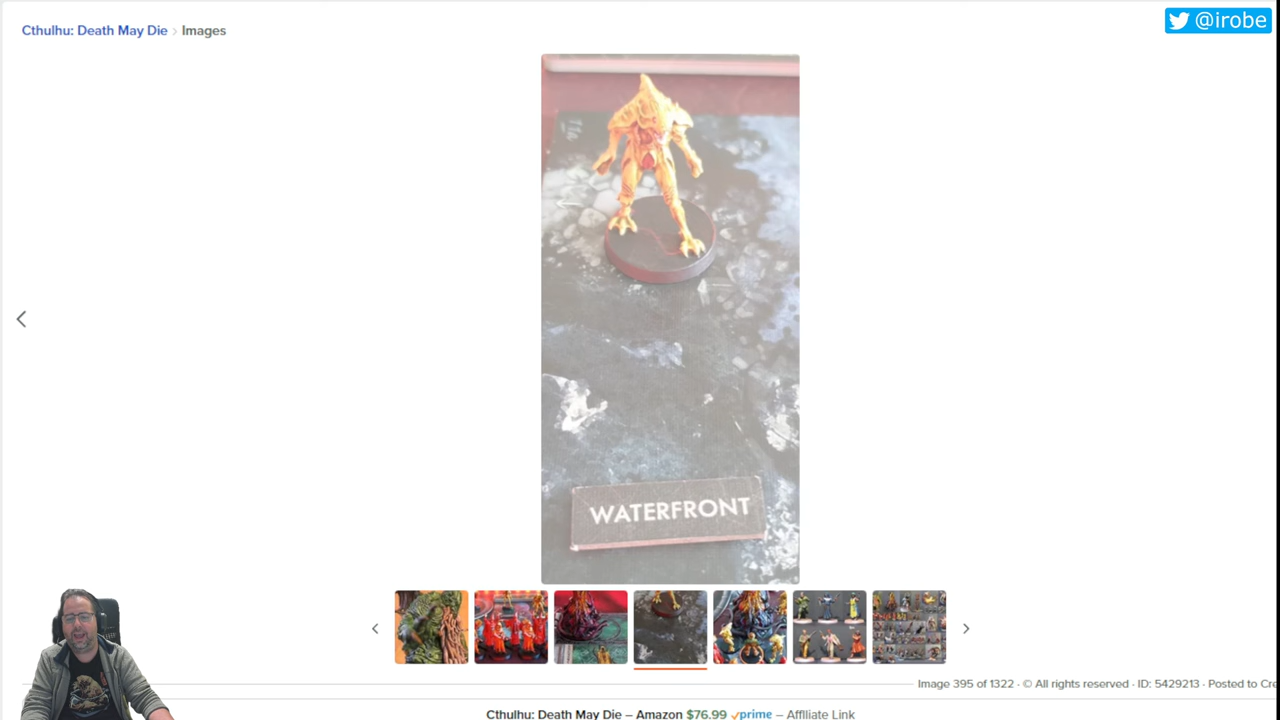 @irobe
Cthulhu: Death May Die > Images
WATERFRONT
Image 395 of 1322 · © All rights reserved · ID: 5429213 · Posted to Cre
Cthulhu: Death May Die – Amazon $76.99 prime – Affiliate Link